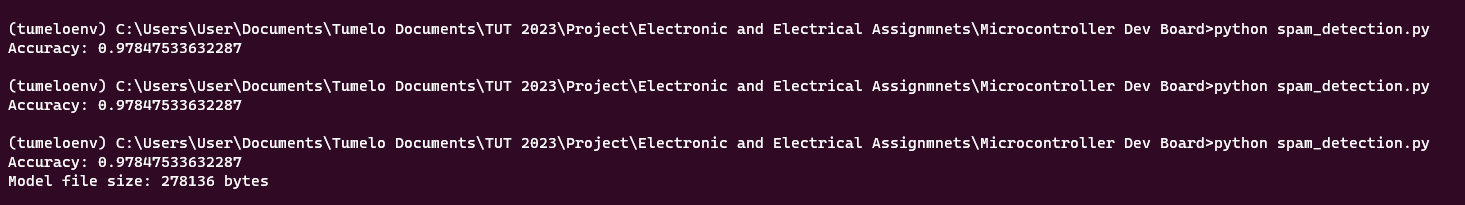 (tumeloenv) C:\Users\User\Documents\Tumelo Documents\TUT 2023\Project\Electronic and Electrical Assignmnets\Microcontroller Dev Board>python spam_detection.py
Accuracy: 0.97847533632287
(tumeloenv) C:\Users\User\Documents\Tumelo Documents\TUT 2023\Project\Electronic and Electrical Assignmnets\Microcontroller Dev Board>python spam_detection.py
Accuracy: 0.97847533632287
(tumeloenv) C:\Users\User\Documents\Tumelo Documents\TUT 2023\Project\Electronic and Electrical Assignmnets\Microcontroller Dev Board>python spam_detection.py
Accuracy: 0.97847533632287
Model file size: 278136 bytes